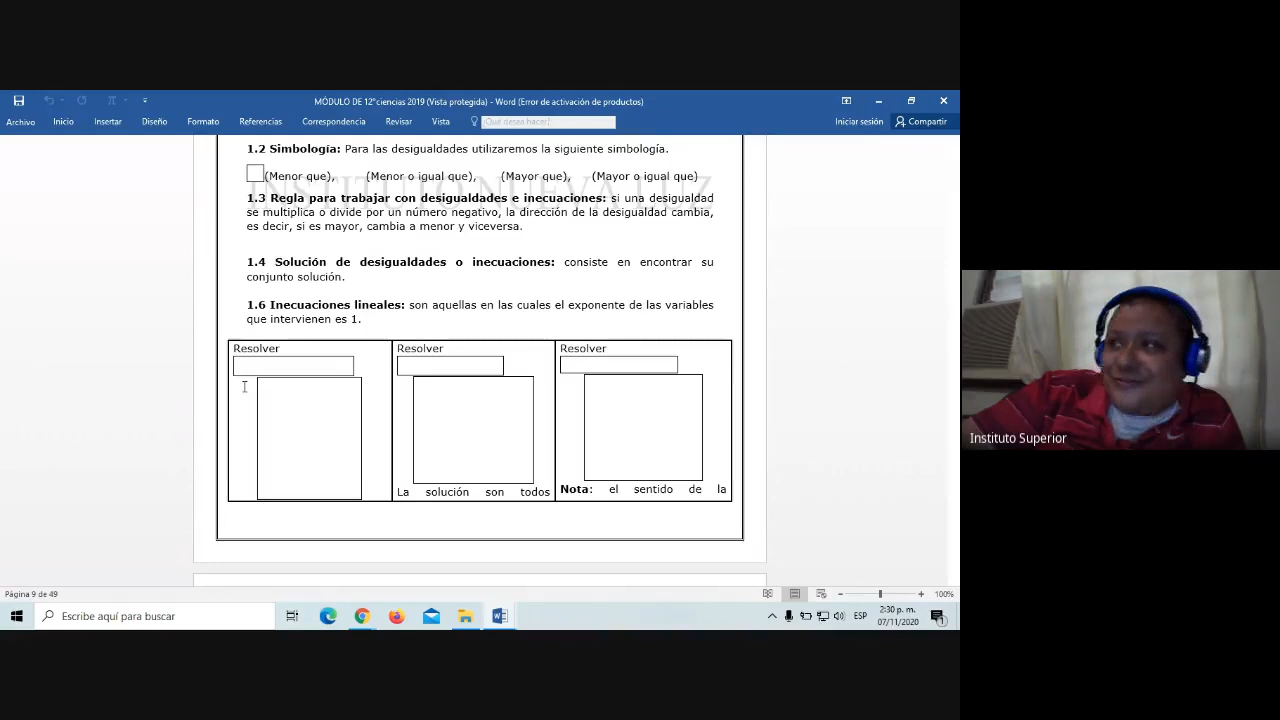 MÓDULO DE 12°ciencias 2019 (Vista protegida) - Word (Error de activación de productos)
Archivo Inicio Insertar Diseño Formato Referencias Correspondencia Revisar Vista ¿Qué desea hacer? Iniciar sesión Compartir
1.2 Simbología: Para las desigualdades utilizaremos la siguiente simbología.
(Menor que), (Menor o igual que), (Mayor que), (Mayor o igual que)
INSTITUTO NUEVA LUZ
1.3 Regla para trabajar con desigualdades e inecuaciones: si una desigualdad
se multiplica o divide por un número negativo, la dirección de la desigualdad cambia,
es decir, si es mayor, cambia a menor y viceversa.
1.4 Solución de desigualdades o inecuaciones: consiste en encontrar su
conjunto solución.
1.6 Inecuaciones lineales: son aquellas en las cuales el exponente de las variables
que intervienen es 1.
Resolver
Resolver
La solución son todos
Resolver
Nota: el sentido de la
Instituto Superior
Página 9 de 49
100%
Escribe aquí para buscar
ESP
2:30 p. m.
07/11/2020